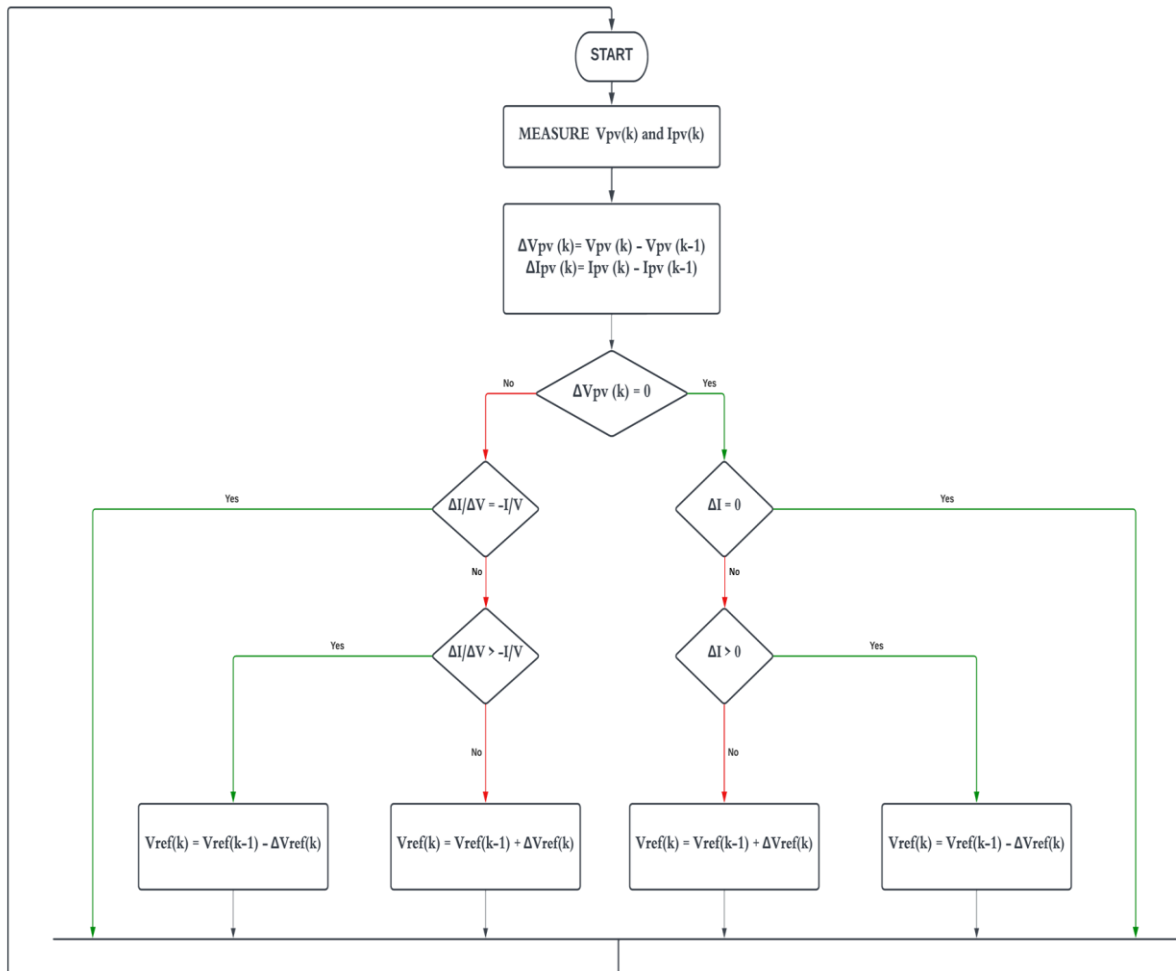 START
MEASURE Vpv(k) and Ipv(k)
ΔVpv (k)= Vpv (k) - Vpv (k-1)
ΔIpv (k)= Ipv (k) - Ipv (k-1)
No
ΔVpv (k) = 0
Yes
Yes
ΔI/ΔV = -I/V
ΔI = 0
Yes
No
No
Yes
ΔI/ΔV > -I/V
ΔI > 0
Yes
No
No
Vref(k) = Vref(k-1) - ΔVref(k)
Vref(k) = Vref(k-1) + ΔVref(k)
Vref(k) = Vref(k-1) + ΔVref(k)
Vref(k) = Vref(k-1) - ΔVref(k)